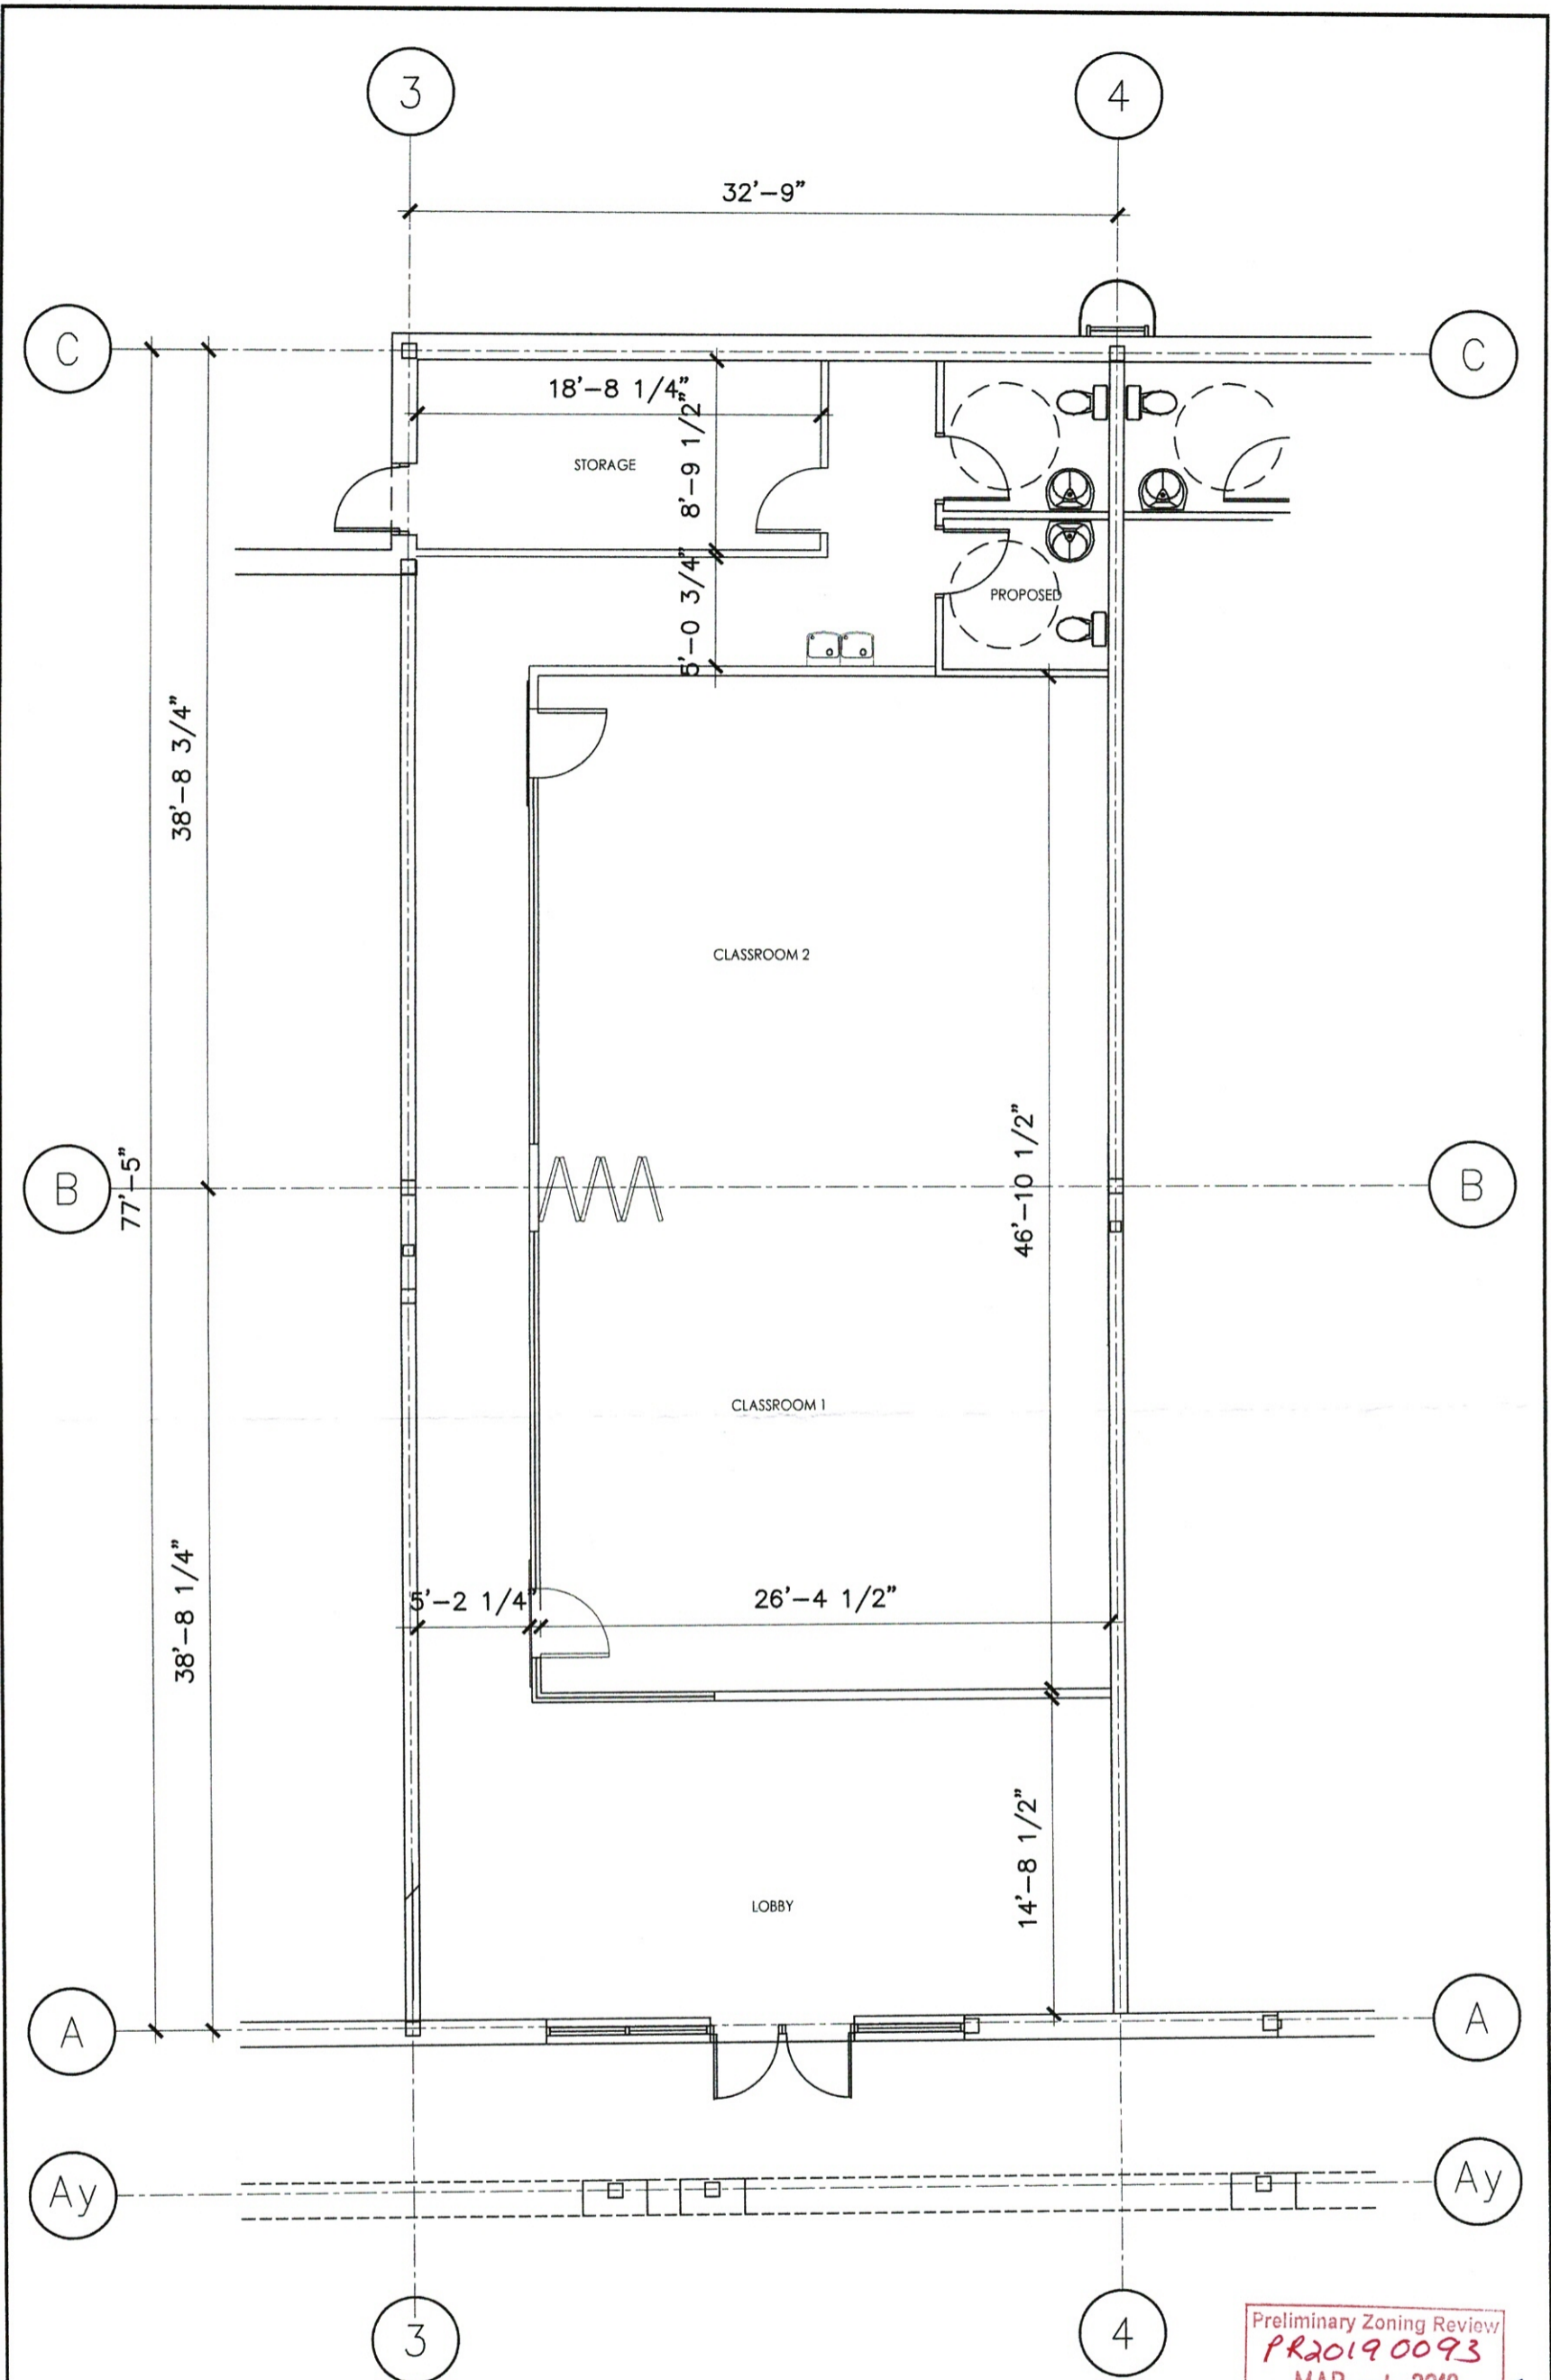 3
4
32'-9"
C
C
18'-8 1/4"
8'-9 1/2"
STORAGE
5'-0 3/4"
PROPOSED
38'-8 3/4"
CLASSROOM 2
46'-10 1/2"
B
77'-5"
B
CLASSROOM 1
5'-2 1/4"
26'-4 1/2"
38'-8 1/4"
14'-8 1/2"
LOBBY
A
A
Ay
Ay
3
4
Preliminary Zoning Review
PR20190093
MAR
2019